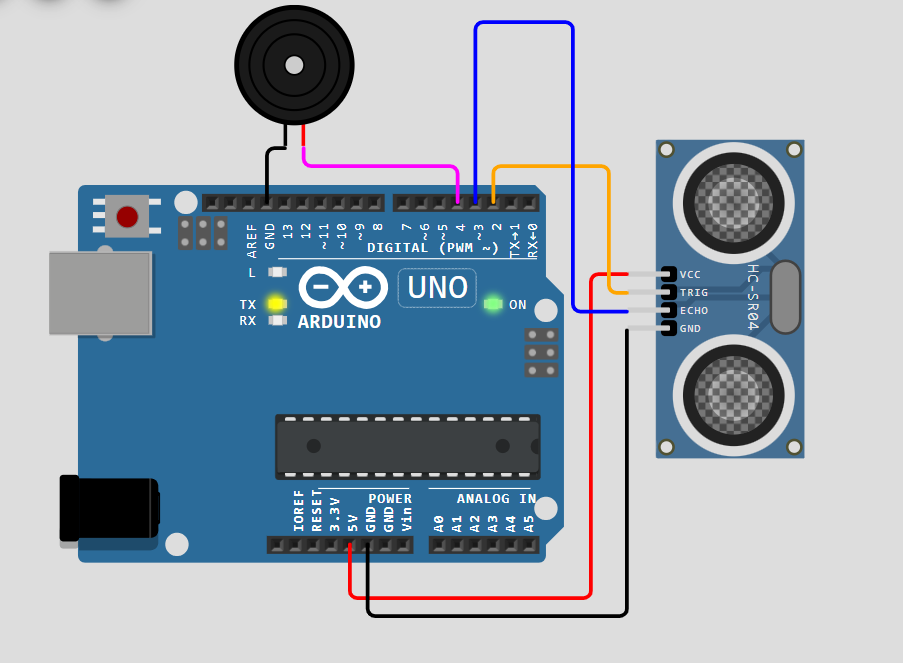 AREF
GND
13
12
~11
~10
~9
8
7
~6
~5
4
~3
2
TX→1
RX←0
DIGITAL (PWM ~)
L
TX
RX
UNO
ARDUINO
ON
VCC
TRIG
ECHO
GND
HC-SR04
POWER
ANALOG IN
IOREF
RESET
3.3V
5V
GND
GND
Vin
A0
A1
A2
A3
A4
A5